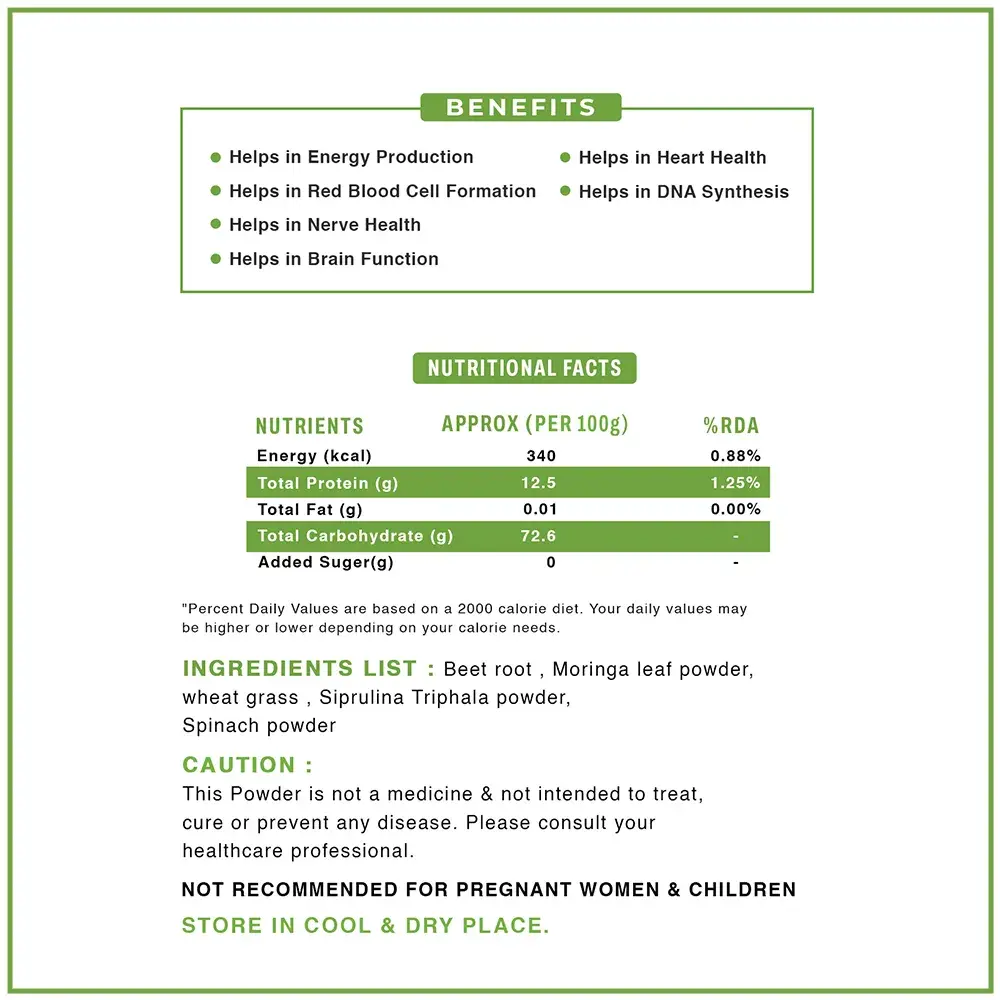 BENEFITS
Helps in Energy Production
Helps in Red Blood Cell Formation
Helps in Nerve Health
Helps in Brain Function
Helps in Heart Health
Helps in DNA Synthesis
NUTRITIONAL FACTS
NUTRIENTS APPROX (PER 100g) %RDA
Energy (kcal) 340 0.88%
Total Protein (g) 12.5 1.25%
Total Fat (g) 0.01 0.00%
Total Carbohydrate (g) 72.6 -
Added Suger(g) 0 -
"Percent Daily Values are based on a 2000 calorie diet. Your daily values may
be higher or lower depending on your calorie needs.
INGREDIENTS LIST : Beet root , Moringa leaf powder,
wheat grass , Siprulina Triphala powder,
Spinach powder
CAUTION :
This Powder is not a medicine & not intended to treat,
cure or prevent any disease. Please consult your
healthcare professional.
NOT RECOMMENDED FOR PREGNANT WOMEN & CHILDREN
STORE IN COOL & DRY PLACE.